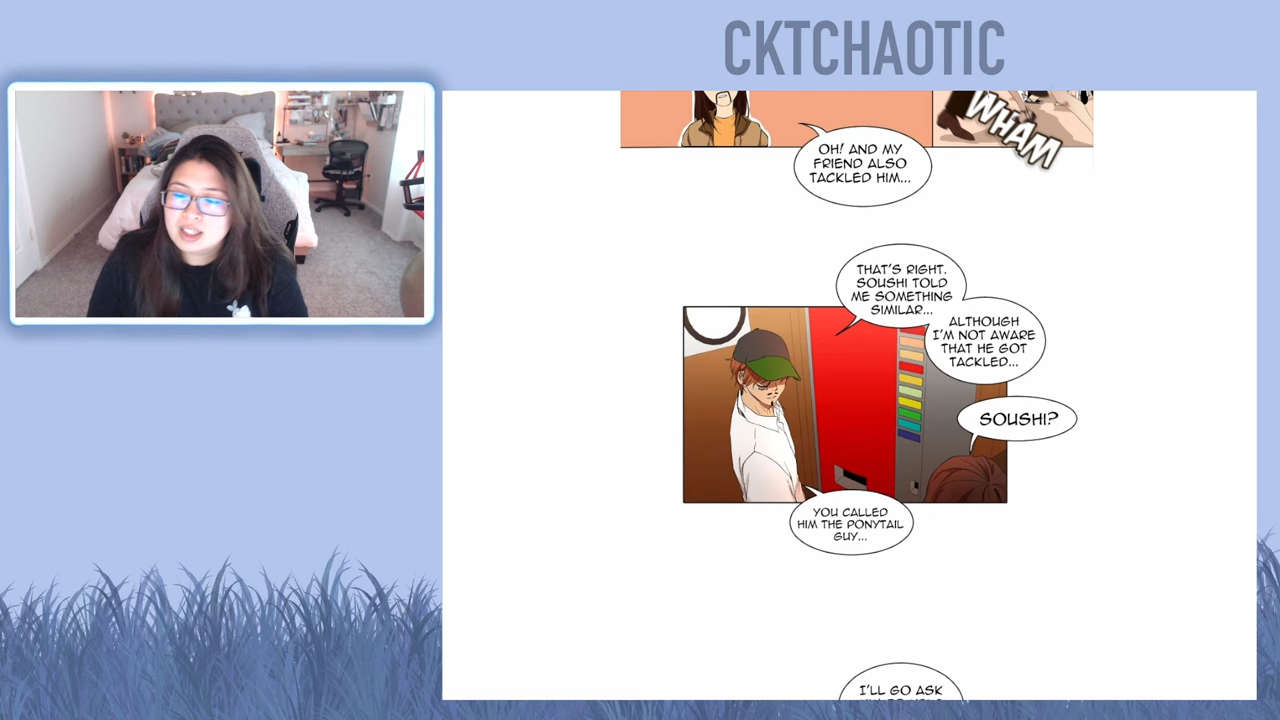 CKTCHAOTIC
WHAM
OH! AND MY
FRIEND ALSO
TACKLED HIM...
THAT'S RIGHT.
SOUSHI TOLD
ME SOMETHING
SIMILAR...
ALTHOUGH
I'M NOT AWARE
THAT HE GOT
TACKLED...
SOUSHI?
YOU CALLED
HIM THE PONYTAIL
GUY...
I'LL GO ASK